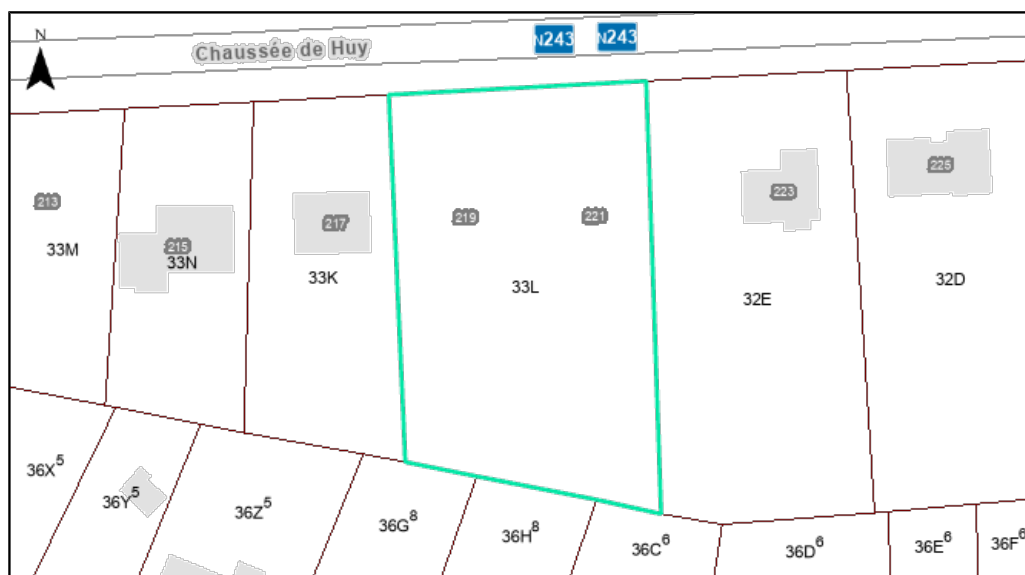 N
Chaussée de Huy
N243
N243
213
33M
215
33N
217
33K
219
221
33L
223
32E
225
32D
36X⁵
36Y⁵
36Z⁵
36G⁸
36H⁸
36C⁶
36D⁶
36E⁶
36F⁶